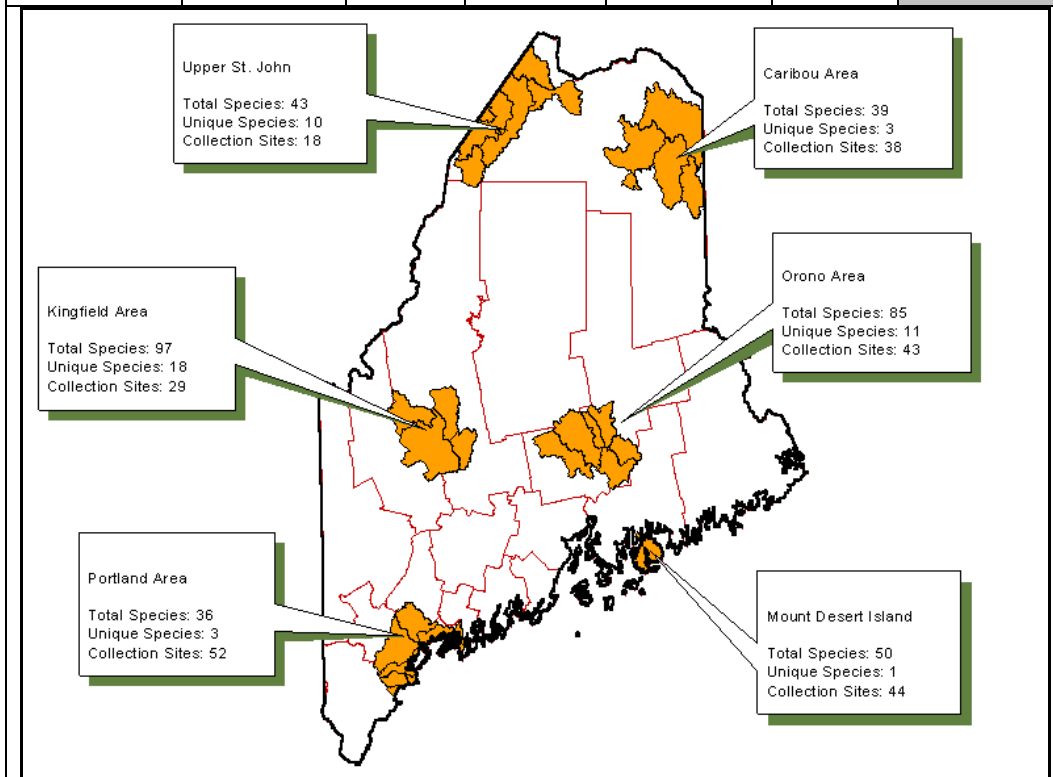 Upper St. John
Total Species: 43
Unique Species: 10
Collection Sites: 18
Caribou Area
Total Species: 39
Unique Species: 3
Collection Sites: 38
Kingfield Area
Total Species: 97
Unique Species: 18
Collection Sites: 29
Orono Area
Total Species: 85
Unique Species: 11
Collection Sites: 43
Portland Area
Total Species: 36
Unique Species: 3
Collection Sites: 52
Mount Desert Island
Total Species: 50
Unique Species: 1
Collection Sites: 44